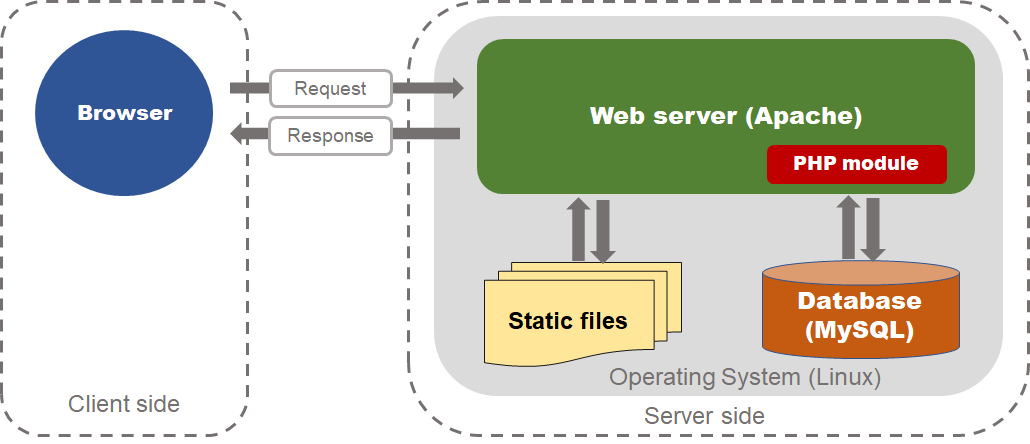 Browser
Request
Response
Web server (Apache)
PHP module
Static files
Database
(MySQL)
Operating System (Linux)
Client side
Server side